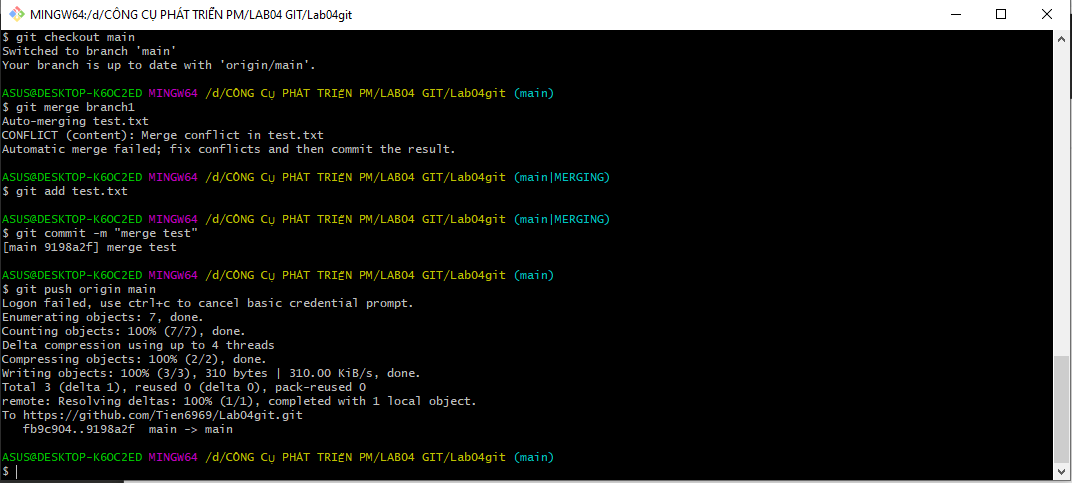 MINGW64:/d/CÔNG CỤ PHÁT TRIỂN PM/LAB04 GIT/Lab04git
$ git checkout main
Switched to branch 'main'
Your branch is up to date with 'origin/main'.
ASUS@DESKTOP-K6OC2ED MINGW64 /d/CÔNG CỤ PHÁT TRIỂN PM/LAB04 GIT/Lab04git (main)
$ git merge branch1
Auto-merging test.txt
CONFLICT (content): Merge conflict in test.txt
Automatic merge failed; fix conflicts and then commit the result.
ASUS@DESKTOP-K6OC2ED MINGW64 /d/CÔNG CỤ PHÁT TRIỂN PM/LAB04 GIT/Lab04git (main|MERGING)
$ git add test.txt
ASUS@DESKTOP-K6OC2ED MINGW64 /d/CÔNG CỤ PHÁT TRIỂN PM/LAB04 GIT/Lab04git (main|MERGING)
$ git commit -m "merge test"
[main 9198a2f] merge test
ASUS@DESKTOP-K6OC2ED MINGW64 /d/CÔNG CỤ PHÁT TRIỂN PM/LAB04 GIT/Lab04git (main)
$ git push origin main
Logon failed, use ctrl+c to cancel basic credential prompt.
Enumerating objects: 7, done.
Counting objects: 100% (7/7), done.
Delta compression using up to 4 threads
Compressing objects: 100% (2/2), done.
Writing objects: 100% (3/3), 310 bytes | 310.00 KiB/s, done.
Total 3 (delta 1), reused 0 (delta 0), pack-reused 0
remote: Resolving deltas: 100% (1/1), completed with 1 local object.
To https://github.com/Tien6969/Lab04git.git
   fb9c904..9198a2f  main -> main
ASUS@DESKTOP-K6OC2ED MINGW64 /d/CÔNG CỤ PHÁT TRIỂN PM/LAB04 GIT/Lab04git (main)
$